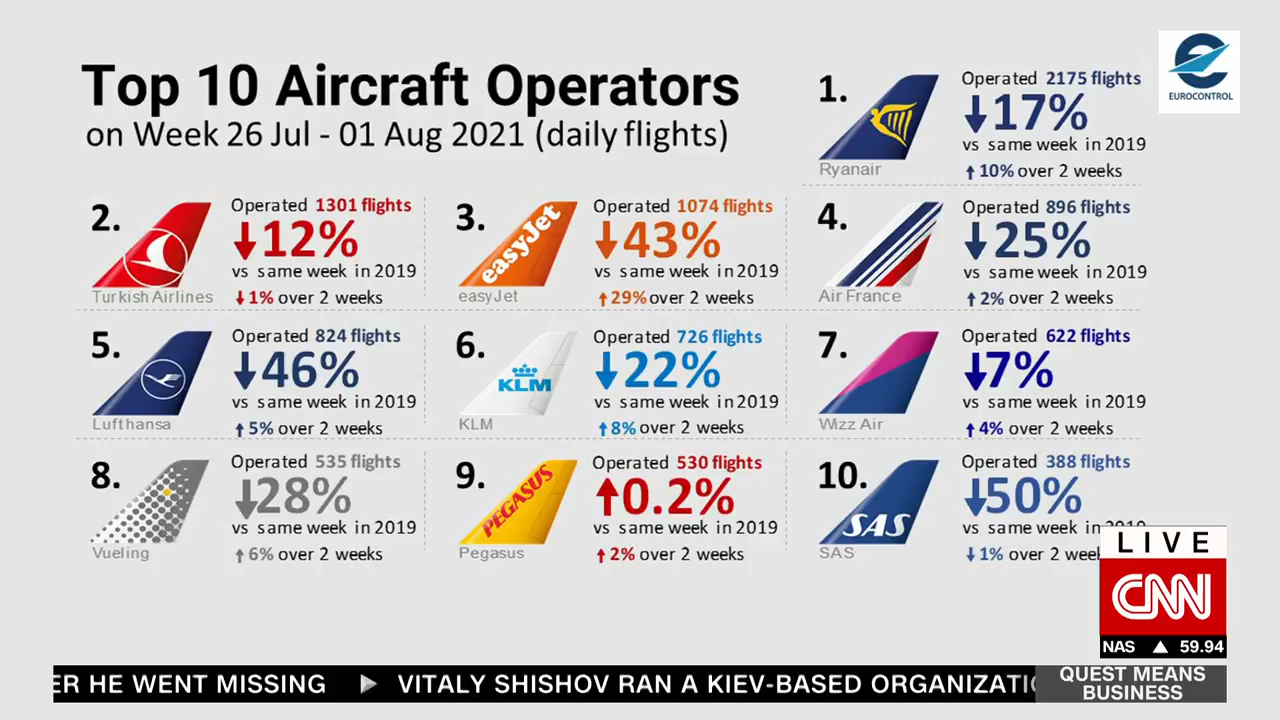 Top 10 Aircraft Operators
on Week 26 Jul - 01 Aug 2021 (daily flights)
EUROCONTROL
1.
Ryanair
Operated 2175 flights
↓17%
vs same week in 2019
↑ 10% over 2 weeks
2.
Turkish Airlines
Operated 1301 flights
↓12%
vs same week in 2019
↓ 1% over 2 weeks
3.
easyJet
easyJet
Operated 1074 flights
↓43%
vs same week in 2019
↑ 29% over 2 weeks
4.
Air France
Operated 896 flights
↓25%
vs same week in 2019
↑ 2% over 2 weeks
5.
Lufthansa
Operated 824 flights
↓46%
vs same week in 2019
↑ 5% over 2 weeks
6.
KLM
KLM
Operated 726 flights
↓22%
vs same week in 2019
↑ 8% over 2 weeks
7.
Wizz Air
Operated 622 flights
↓7%
vs same week in 2019
↑ 4% over 2 weeks
8.
Vueling
Operated 535 flights
↓28%
vs same week in 2019
↑ 6% over 2 weeks
9.
PEGASUS
Pegasus
Operated 530 flights
↑0.2%
vs same week in 2019
↑ 2% over 2 weeks
10.
SAS
SAS
Operated 388 flights
↓50%
vs same week in 2019
↓ 1% over 2 week
LIVE
CNN
NAS ▲ 59.94
ER HE WENT MISSING ▶ VITALY SHISHOV RAN A KIEV-BASED ORGANIZATI
QUEST MEANS
BUSINESS